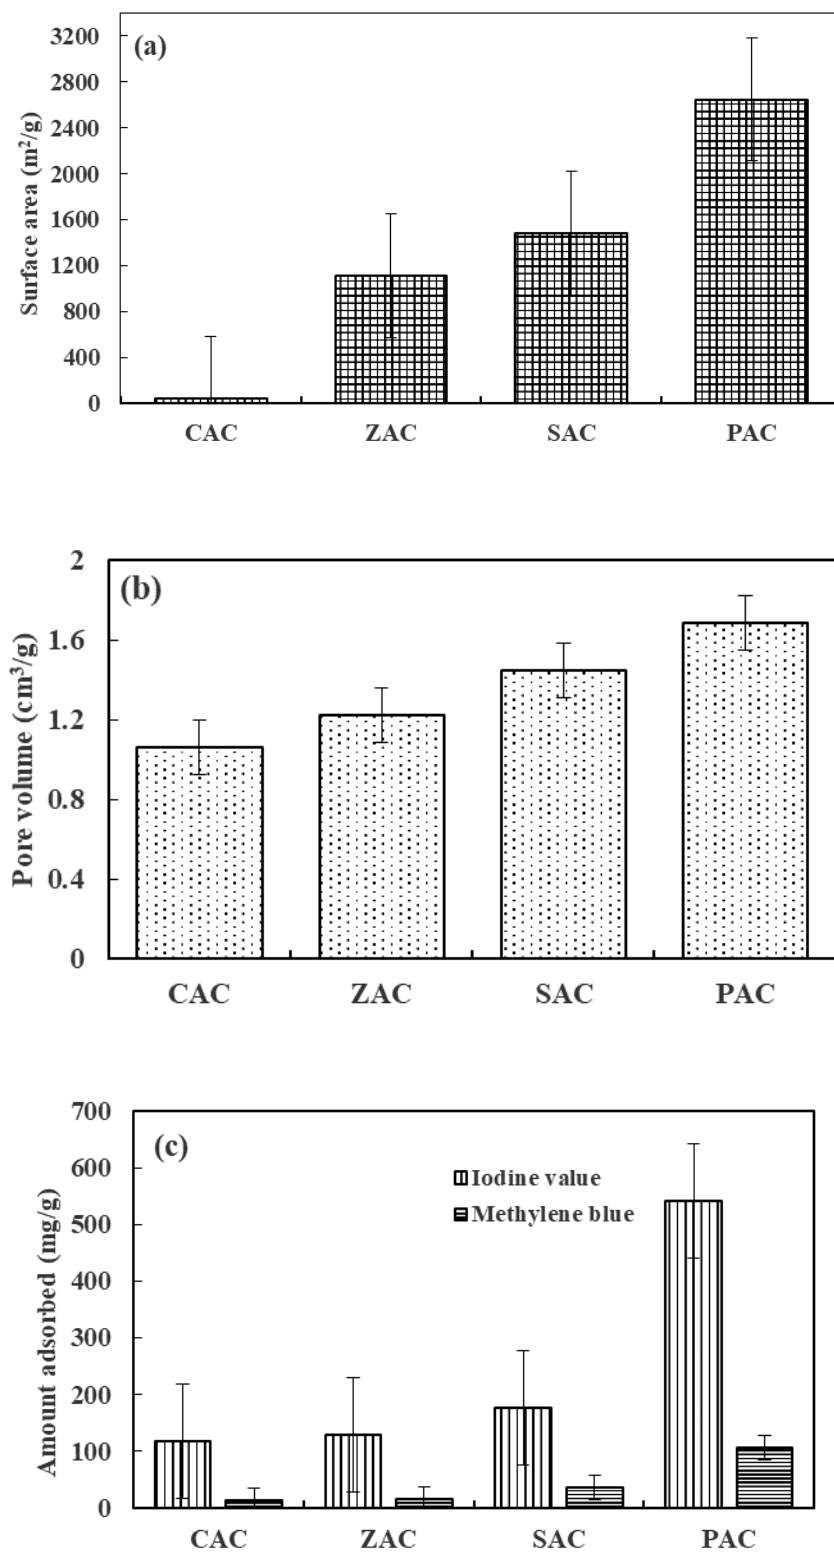 (a)
Surface area (m²/g)
3200
2800
2400
2000
1600
1200
800
400
0
CAC ZAC SAC PAC
(b)
Pore volume (cm³/g)
2
1.6
1.2
0.8
0.4
0
CAC ZAC SAC PAC
(c)
Amount adsorbed (mg/g)
700
600
500
400
300
200
100
0
Iodine value
Methylene blue
CAC ZAC SAC PAC